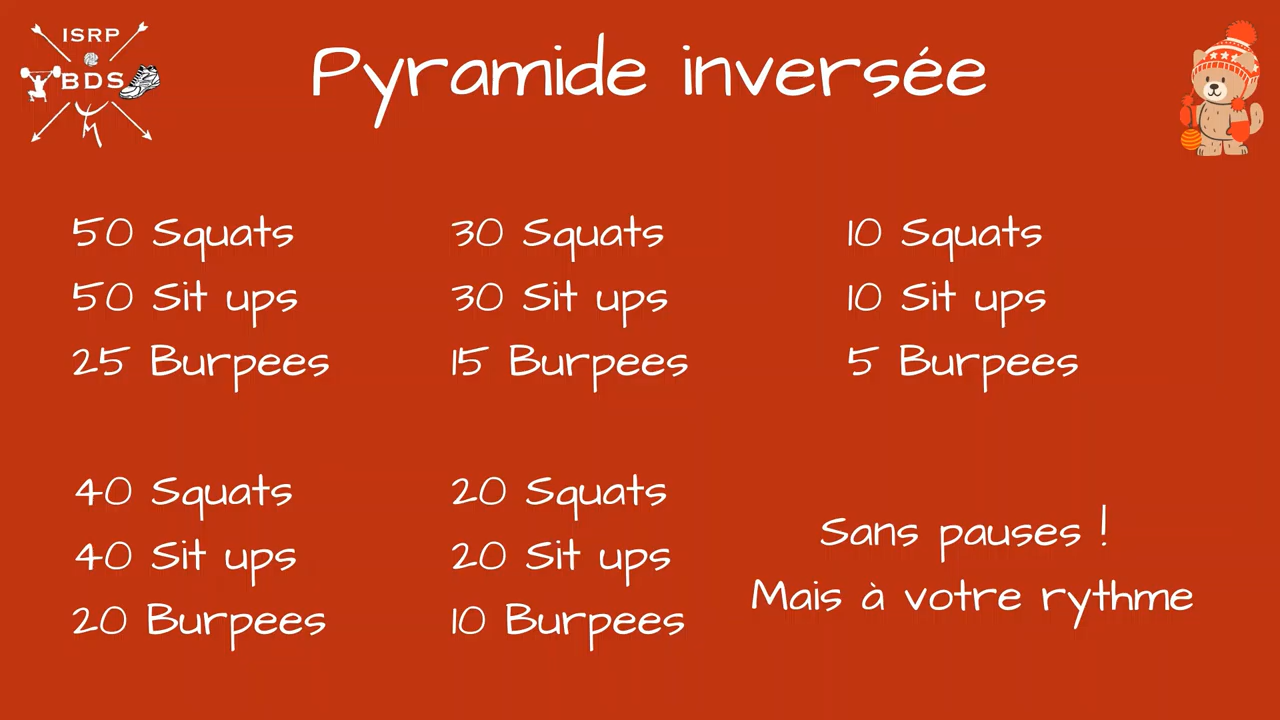 ISRP
BDS
Pyramide inversée
50 Squats
50 Sit ups
25 Burpees
40 Squats
40 Sit ups
20 Burpees
30 Squats
30 Sit ups
15 Burpees
20 Squats
20 Sit ups
10 Burpees
10 Squats
10 Sit ups
5 Burpees
Sans pauses !
Mais à votre rythme